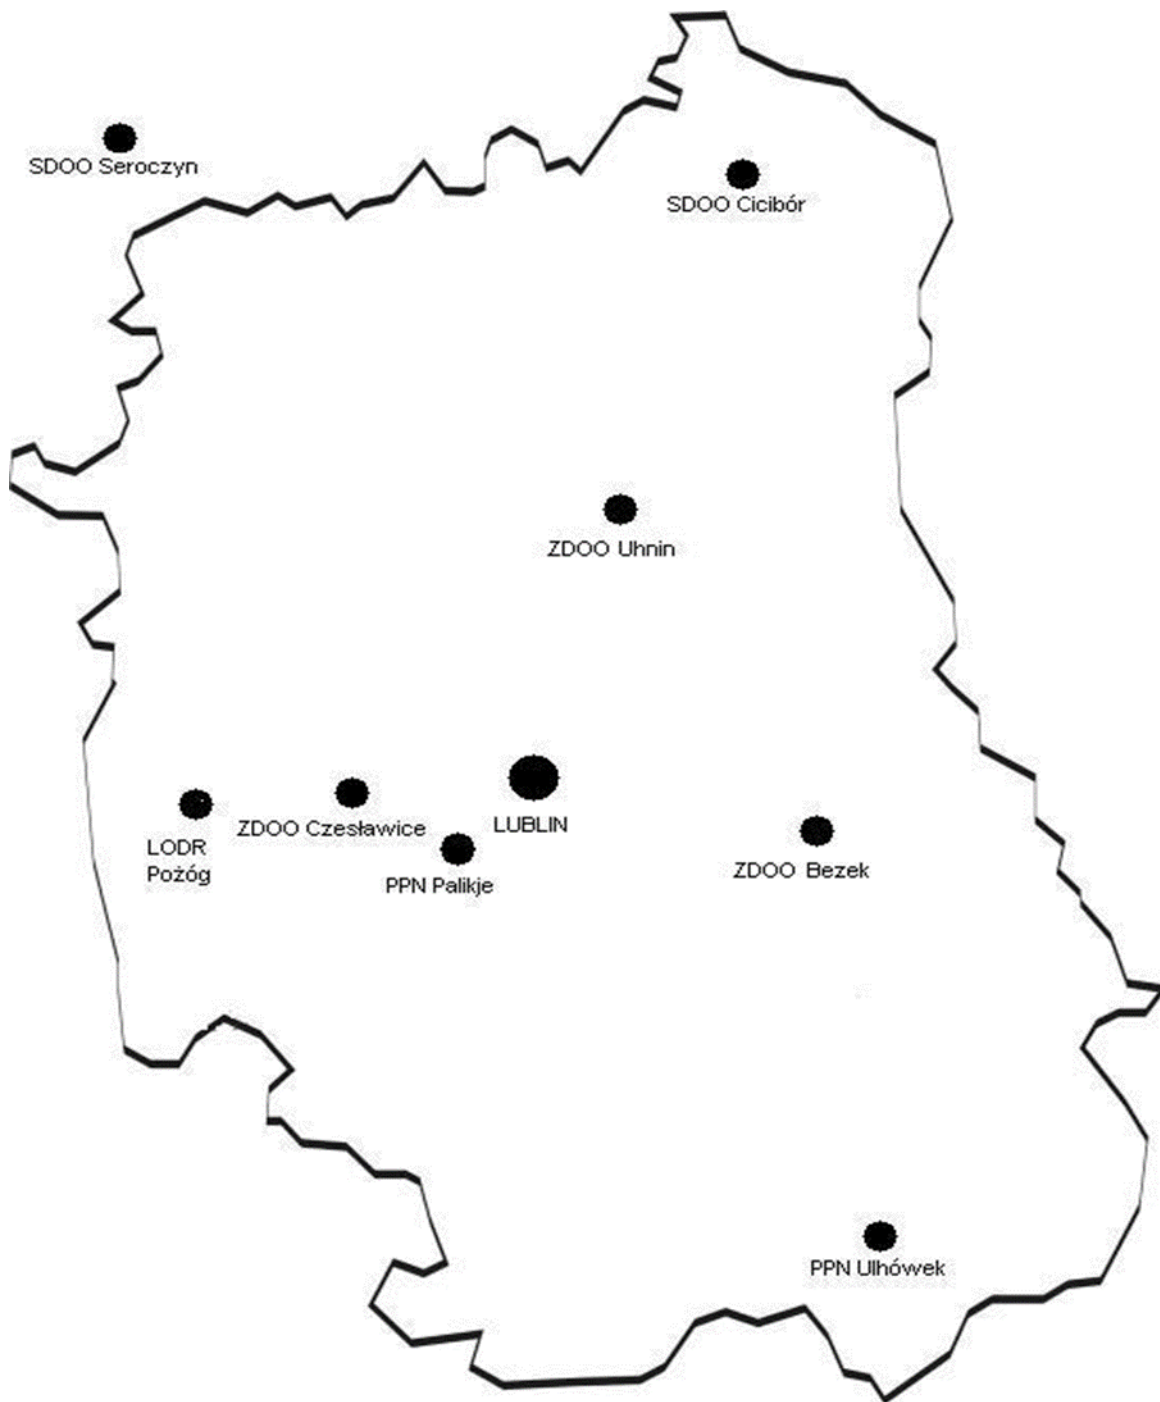 SDOO Seroczyn
SDOO Cicibór
ZDOO Uhnin
LUBLIN
ZDOO Czesławice
LODR
Pożóg
PPN Palikje
ZDOO Bezek
PPN Ulhówek